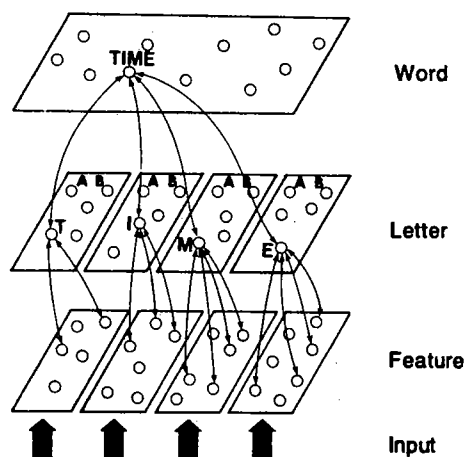 TIME
Word
A B A B A B A B
T I M E
Letter
Feature
Input